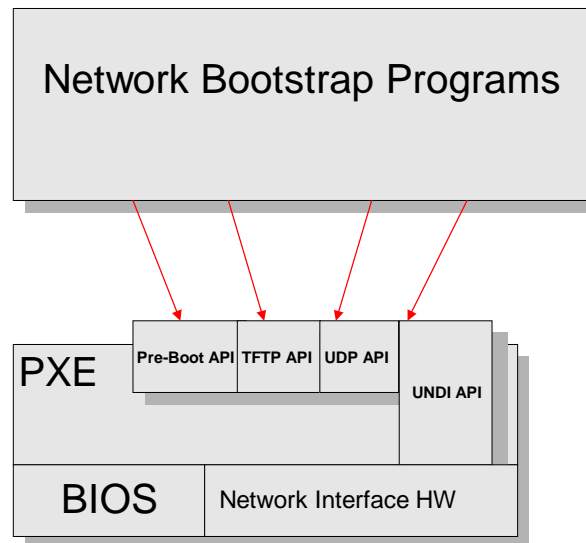 Network Bootstrap Programs
Pre-Boot API
TFTP API
UDP API
UNDI API
PXE
BIOS
Network Interface HW